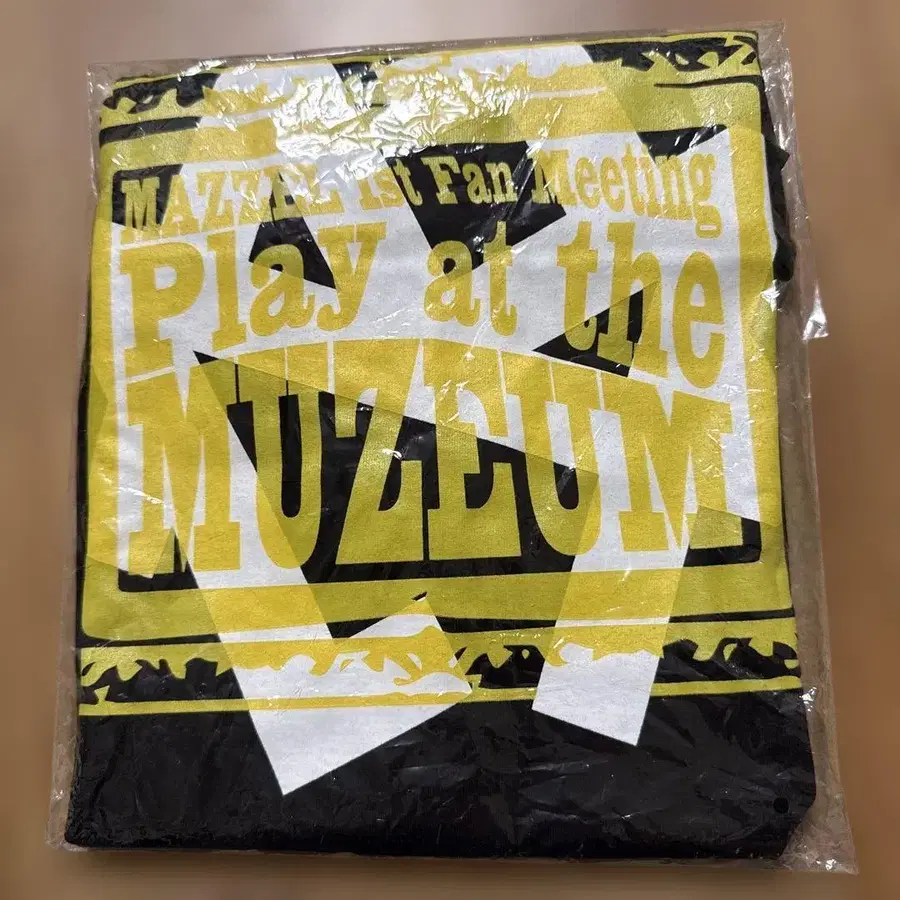 MAZZEL 1st Fan Meeting
Play at the
MUZEUM